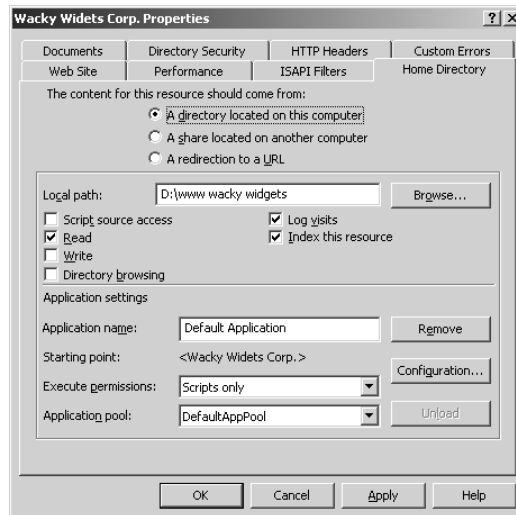 Wacky Widets Corp. Properties ? x
Documents Directory Security HTTP Headers Custom Errors
Web Site Performance ISAPI Filters Home Directory
The content for this resource should come from:
A directory located on this computer
A share located on another computer
A redirection to a URL
Local path: D:\www wacky widgets Browse...
Script source access Log visits
Read Index this resource
Write
Directory browsing
Application settings
Application name: Default Application Remove
Starting point: <Wacky Widets Corp.>
Configuration...
Execute permissions: Scripts only
Application pool: DefaultAppPool Unload
OK Cancel Apply Help